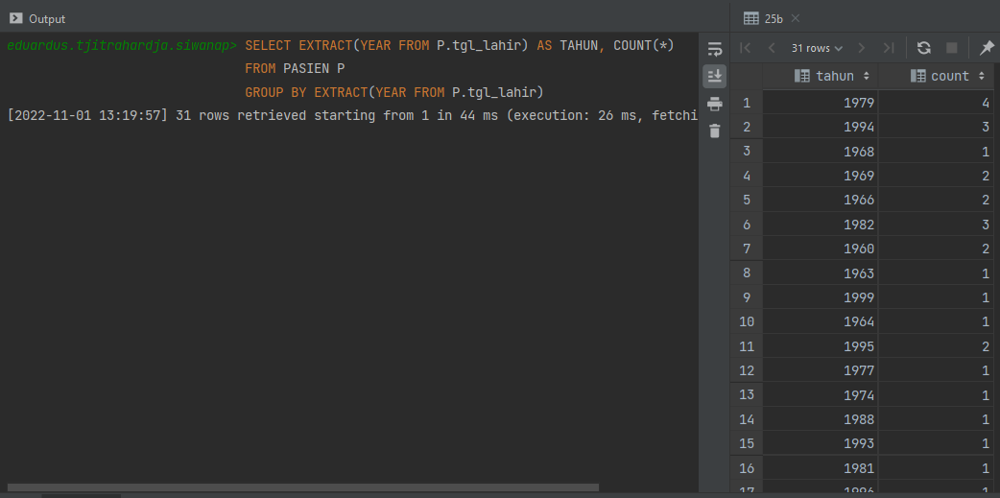 Output
eduardus.tjitrahardja.siwanap> SELECT EXTRACT(YEAR FROM P.tgl_lahir) AS TAHUN, COUNT(*)
FROM PASIEN P
GROUP BY EXTRACT(YEAR FROM P.tgl_lahir)
[2022-11-01 13:19:57] 31 rows retrieved starting from 1 in 44 ms (execution: 26 ms, fetchi
25b
31 rows
tahun count
1 1979 4
2 1994 3
3 1968 1
4 1969 2
5 1966 2
6 1982 3
7 1960 2
8 1963 1
9 1999 1
10 1964 1
11 1995 2
12 1977 1
13 1974 1
14 1988 1
15 1993 1
16 1981 1
17 1